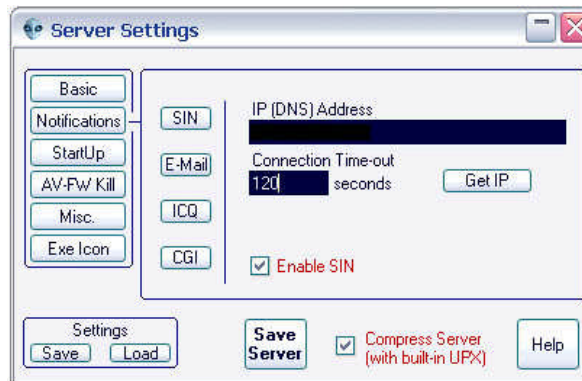 Server Settings
Basic
Notifications
StartUp
AV-FW Kill
Misc.
Exe Icon
SIN
E-Mail
ICQ
CGI
IP (DNS) Address
Connection Time-out
120 seconds
Get IP
Enable SIN
Settings
Save Load
Save
Server
Compress Server
(with built-in UPX)
Help